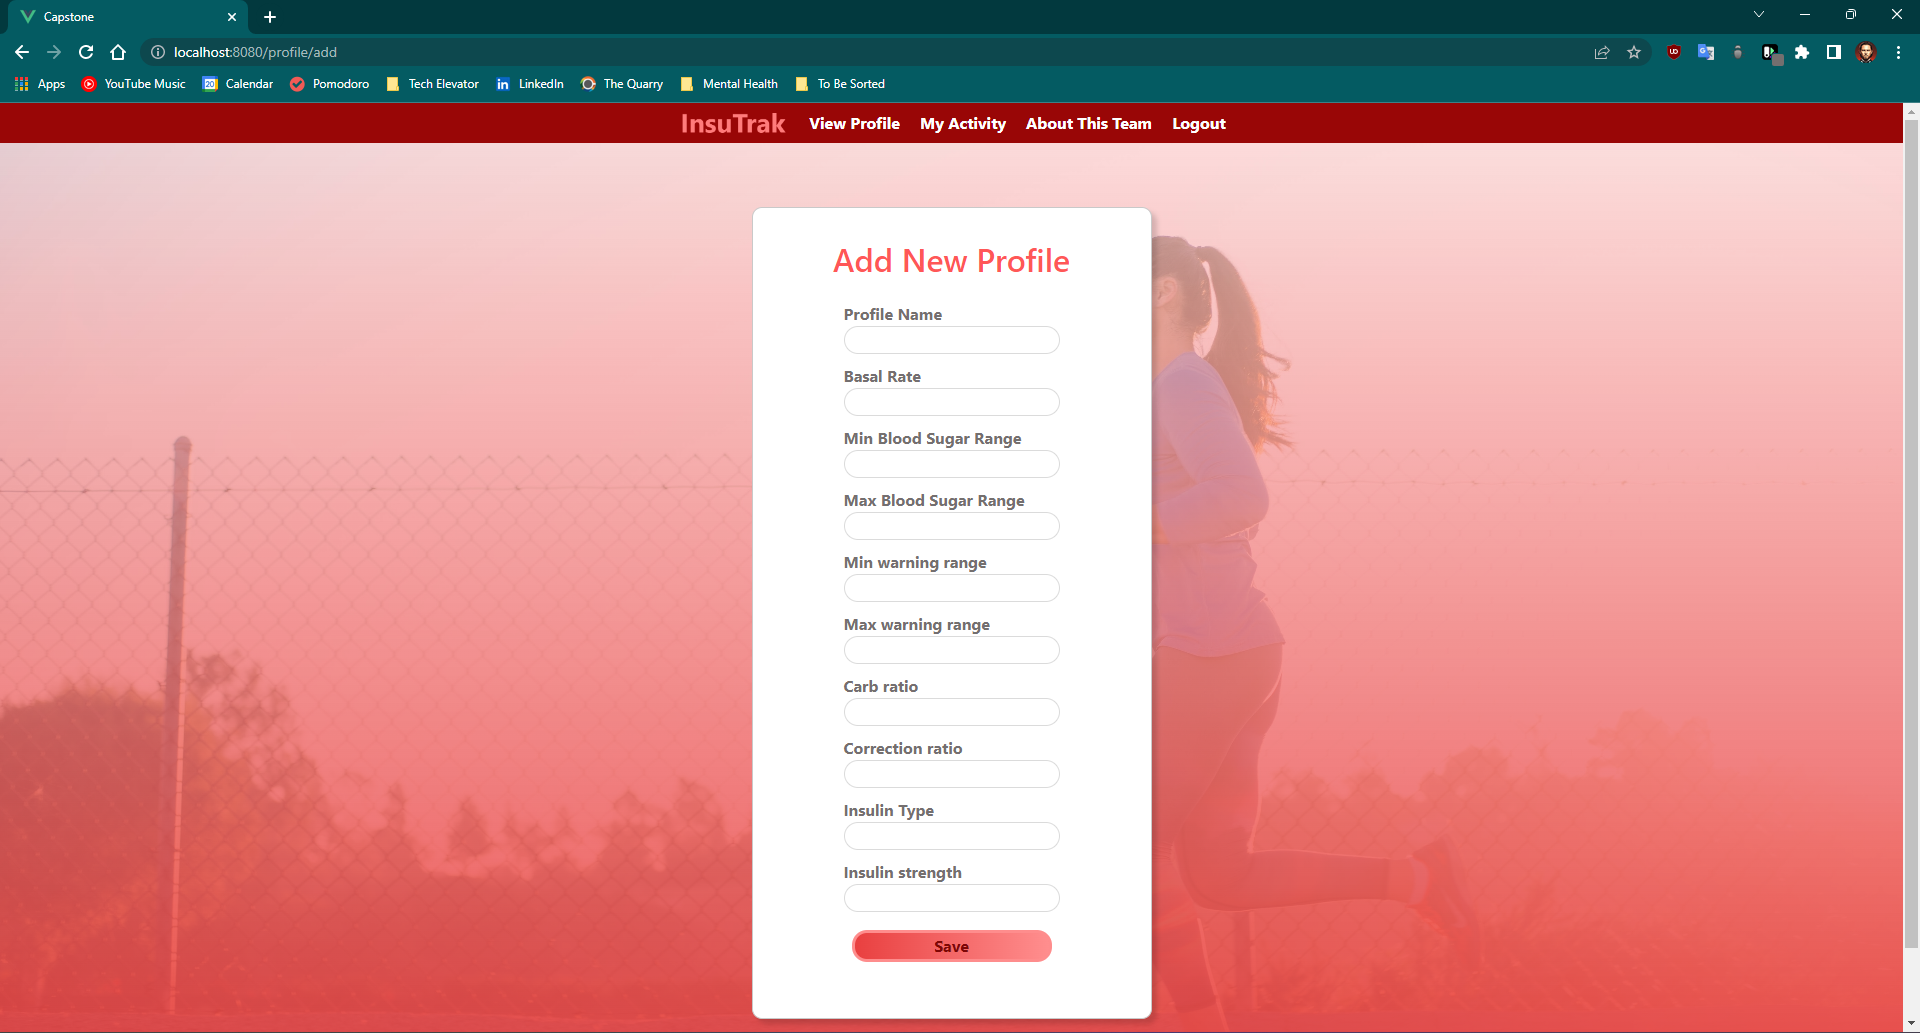 Capstone
localhost:8080/profile/add
Apps YouTube Music 20 Calendar Pomodoro Tech Elevator in LinkedIn The Quarry Mental Health To Be Sorted
InsuTrak View Profile My Activity About This Team Logout
Add New Profile
Profile Name
Basal Rate
Min Blood Sugar Range
Max Blood Sugar Range
Min warning range
Max warning range
Carb ratio
Correction ratio
Insulin Type
Insulin strength
Save